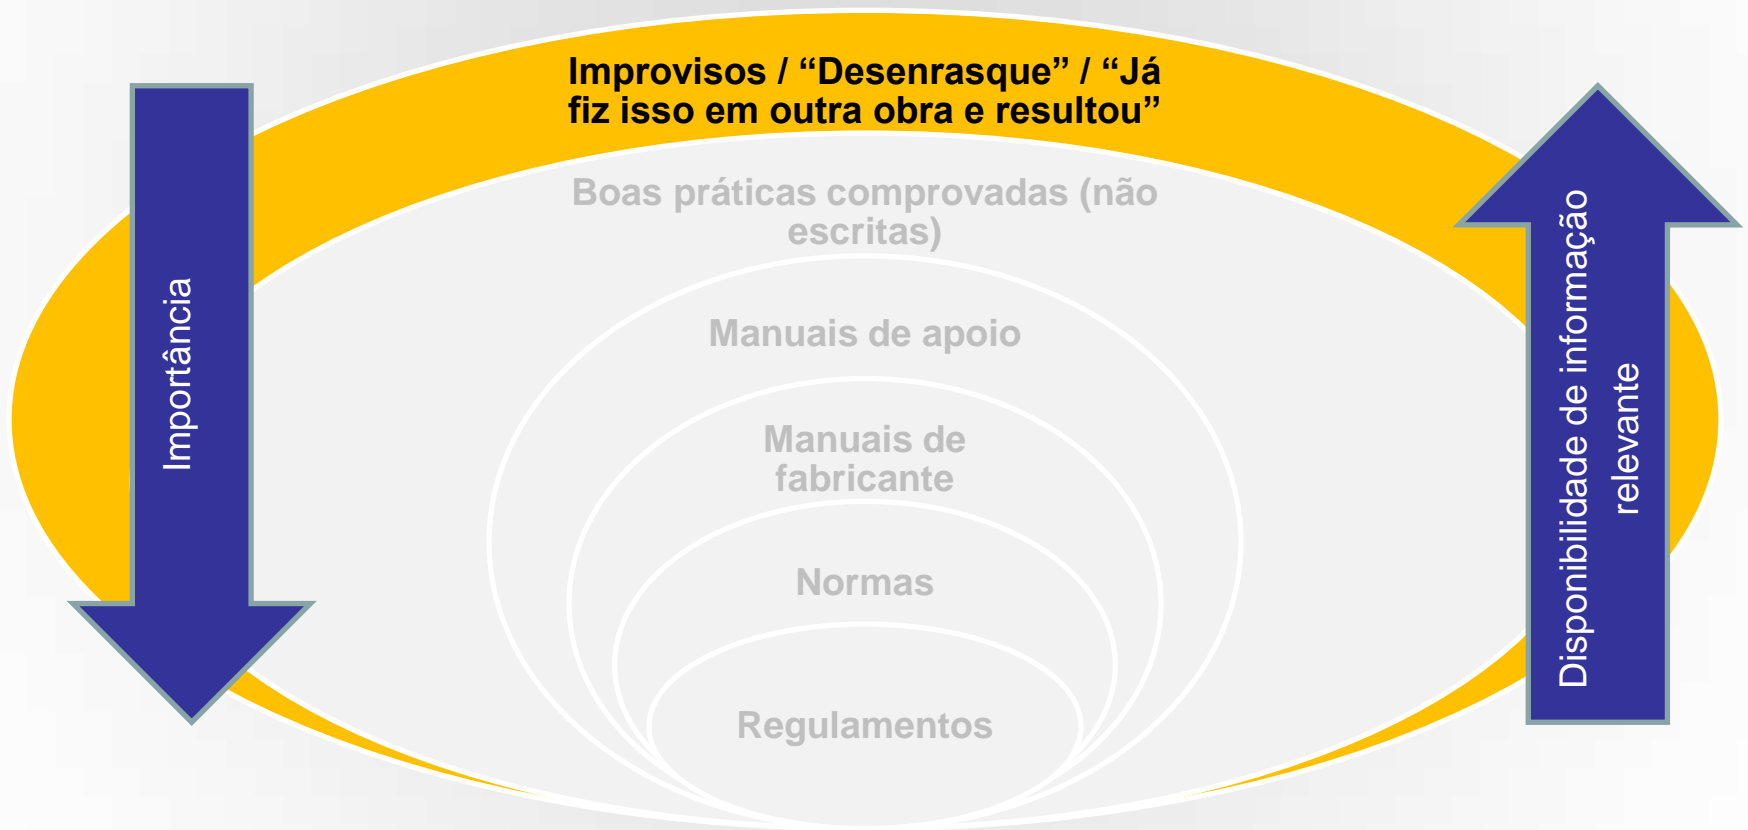 Improvisos / “Desenrasque” / “Já
fiz isso em outra obra e resultou”
Boas práticas comprovadas (não
escritas)
Manuais de apoio
Manuais de
fabricante
Normas
Regulamentos
Importância
Disponibilidade de informação
relevante